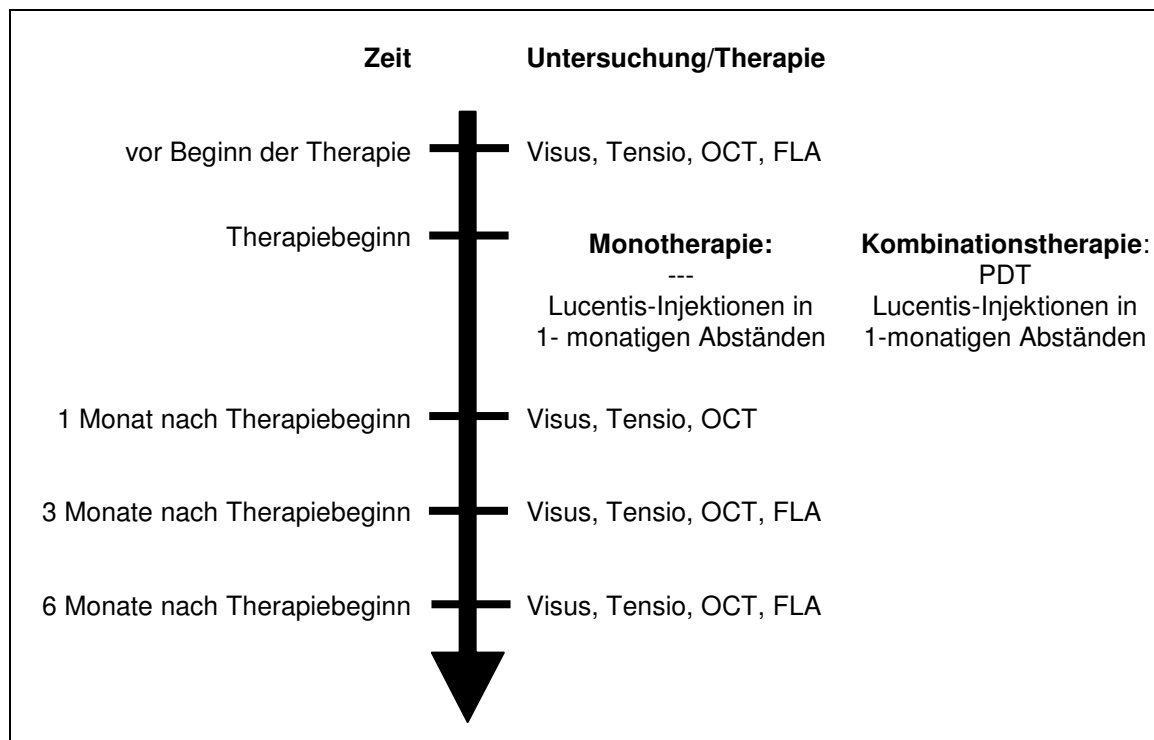 Zeit Untersuchung/Therapie
vor Beginn der Therapie Visus, Tensio, OCT, FLA
Therapiebeginn
Monotherapie: Kombinationstherapie:
--- PDT
Lucentis-Injektionen in Lucentis-Injektionen in
1- monatigen Abständen 1-monatigen Abständen
1 Monat nach Therapiebeginn Visus, Tensio, OCT
3 Monate nach Therapiebeginn Visus, Tensio, OCT, FLA
6 Monate nach Therapiebeginn Visus, Tensio, OCT, FLA